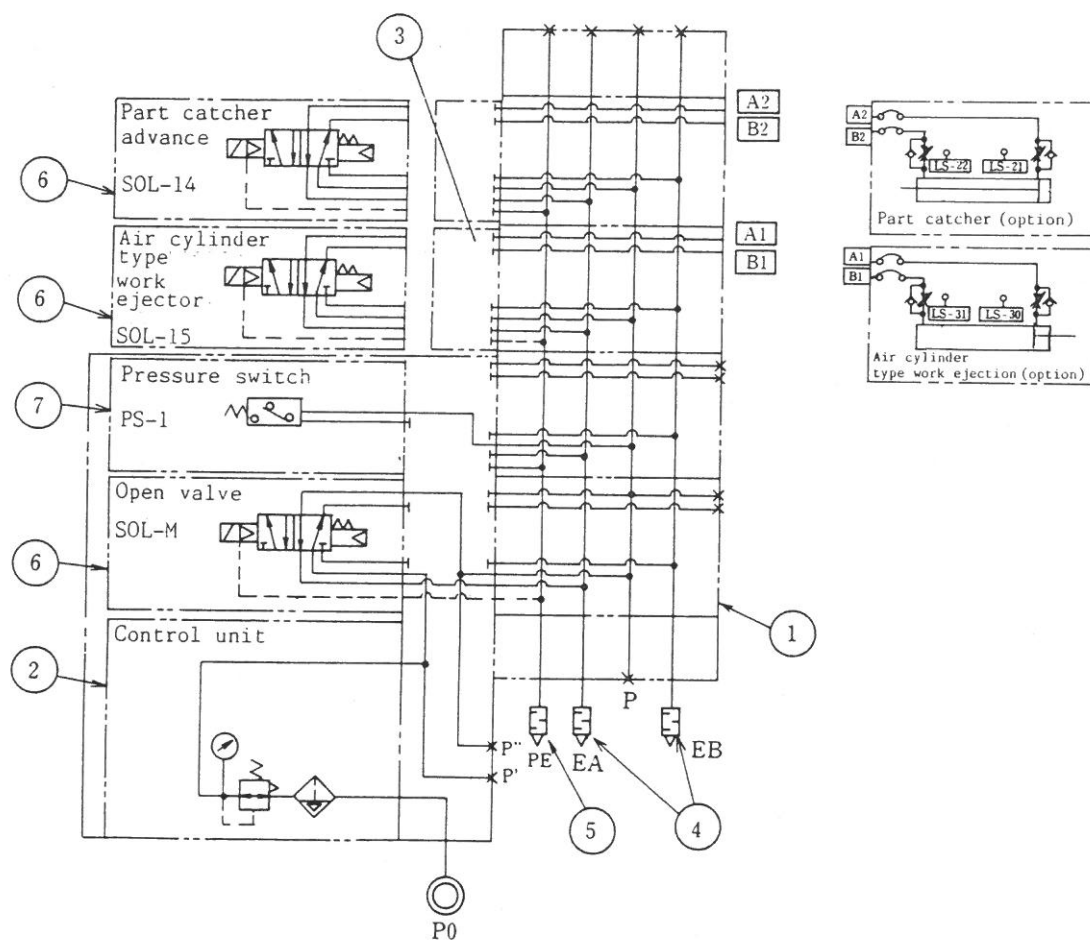 3
A2
B2
Part catcher
advance
SOL-14
6
A1
B1
Air cylinder
type
work
ejector
SOL-15
6
Pressure switch
PS-1
7
Open valve
SOL-M
6
1
Control unit
2
P
P"
P'
PE
EA
EB
5
4
P0
A2
B2
LS-22
LS-21
Part catcher (option)
A1
B1
LS-31
LS-30
Air cylinder
type work ejection (option)